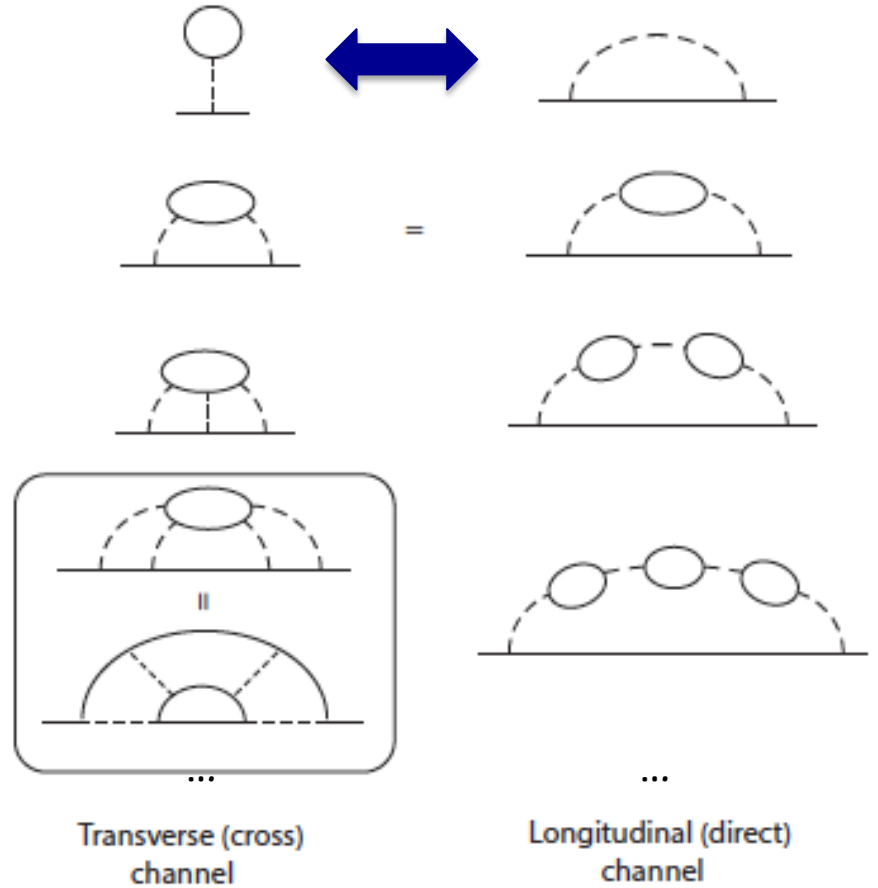 =
=
... ...
Transverse (cross)
channel
Longitudinal (direct)
channel